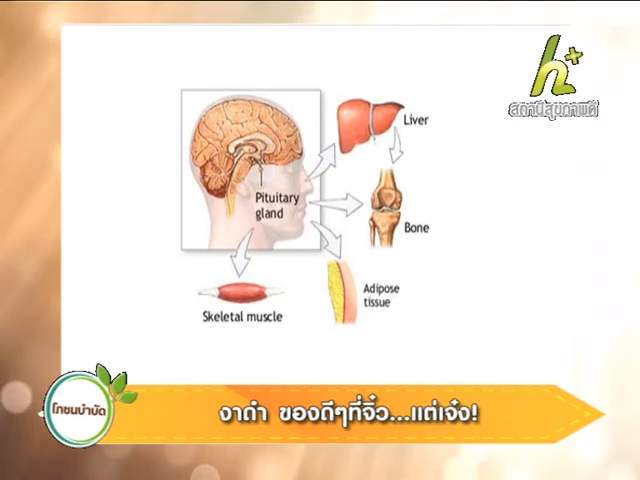 h+
สถานีสุขภาพดี
Liver
Pituitary
gland
Bone
Adipose
tissue
Skeletal muscle
โภชนบำบัด
งาดำ ของดีๆที่จิ๋ว...แต่เจ๋ง!